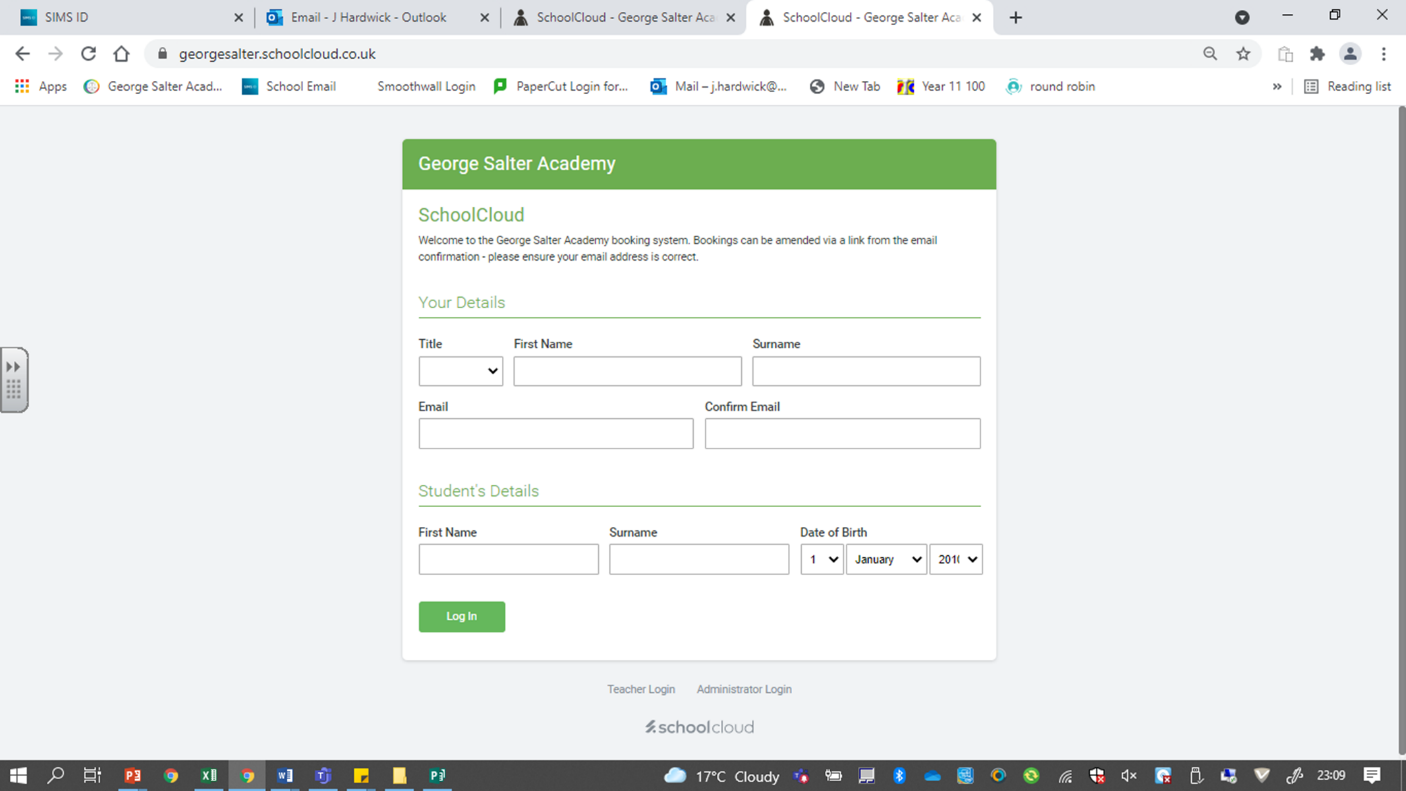 SIMS ID
Email - J Hardwick - Outlook
SchoolCloud - George Salter Aca
SchoolCloud - George Salter Aca
georgesalter.schoolcloud.co.uk
Apps
George Salter Acad...
School Email
Smoothwall Login
PaperCut Login for...
Mail – j.hardwick@...
New Tab
Year 11 100
round robin
»
Reading list
George Salter Academy
SchoolCloud
Welcome to the George Salter Academy booking system. Bookings can be amended via a link from the email
confirmation - please ensure your email address is correct.
Your Details
Title First Name Surname
Email Confirm Email
Student's Details
First Name Surname Date of Birth
1 January 2010
Log In
Teacher Login Administrator Login
schoolcloud
17°C Cloudy
23:09